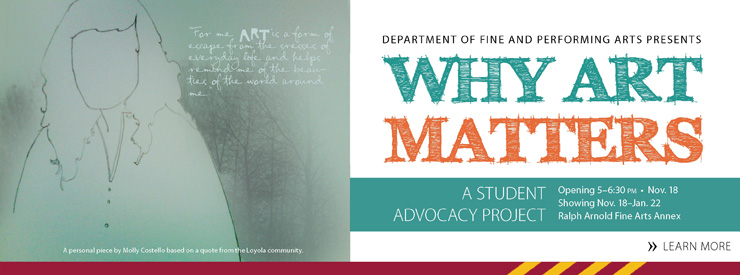 For me, ART is a form of
escape from the stresses of
everyday life and helps
remind me of the beau-
ties of the world around
me.
A personal piece by Molly Costello based on a quote from the Loyola community.
DEPARTMENT OF FINE AND PERFORMING ARTS PRESENTS
WHY ART
MATTERS
A STUDENT
ADVOCACY PROJECT
Opening 5–6:30 PM • Nov. 18
Showing Nov. 18–Jan. 22
Ralph Arnold Fine Arts Annex
» LEARN MORE